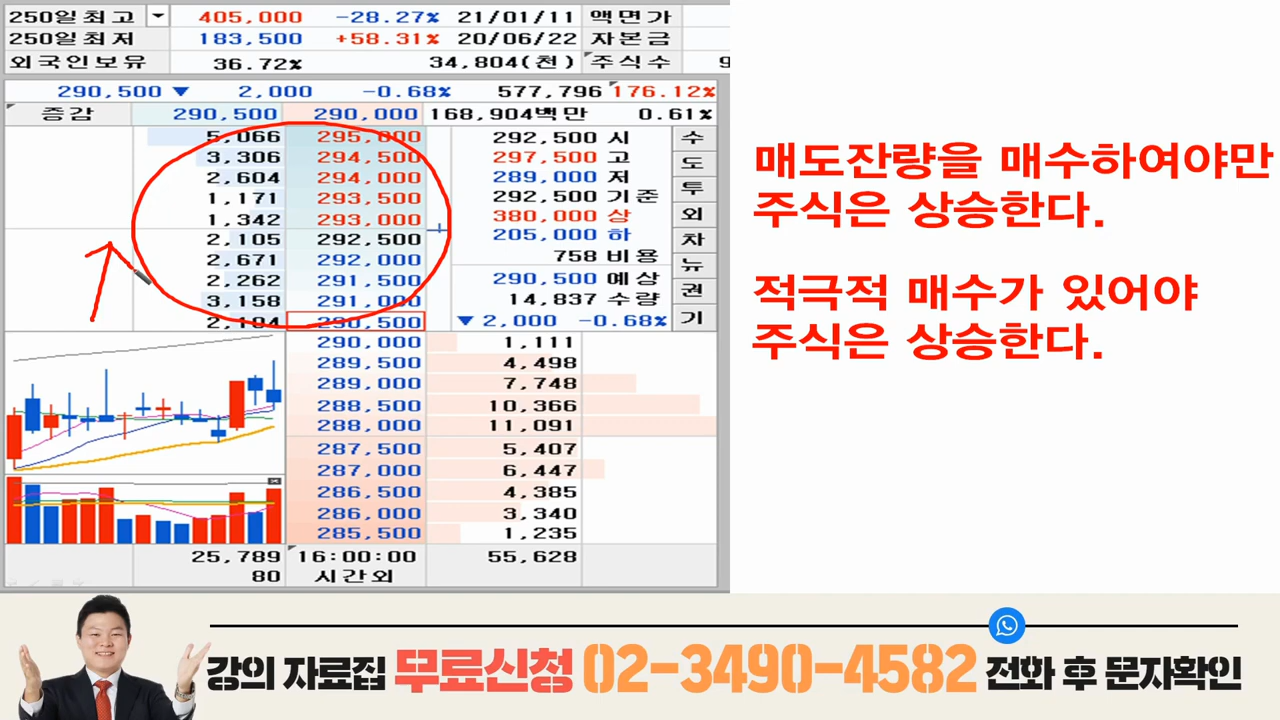 250일최고 405,000 -28.27% 21/01/11 액면가
250일최저 183,500 +58.31% 20/06/22 자본금
외국인보유 36.72% 34,804(천) 주식수
290,500 ▼ 2,000 -0.68% 577,796 176.12%
증감 290,500 290,000 168,904백만 0.61%
5,066 295,000 292,500 시 수
3,306 294,500 297,500 고 도
2,604 294,000 289,000 저 투
1,171 293,500 292,500 기준 외
1,342 293,000 380,000 상 차
2,105 292,500 205,000 하 뉴
2,671 292,000 758 비용 권
2,262 291,500 290,500 예상 기
3,158 291,000 14,837 수량
2,184 290,500 ▼ 2,000 -0.68%
290,000 1,111
289,500 4,498
289,000 7,748
288,500 10,366
288,000 11,091
287,500 5,407
287,000 6,447
286,500 4,385
286,000 3,340
285,500 1,235
25,789 16:00:00 55,628
80 시간외
매도잔량을 매수하여야만
주식은 상승한다.
적극적 매수가 있어야
주식은 상승한다.
강의 자료집 무료신청 02-3490-4582 전화 후 문자확인